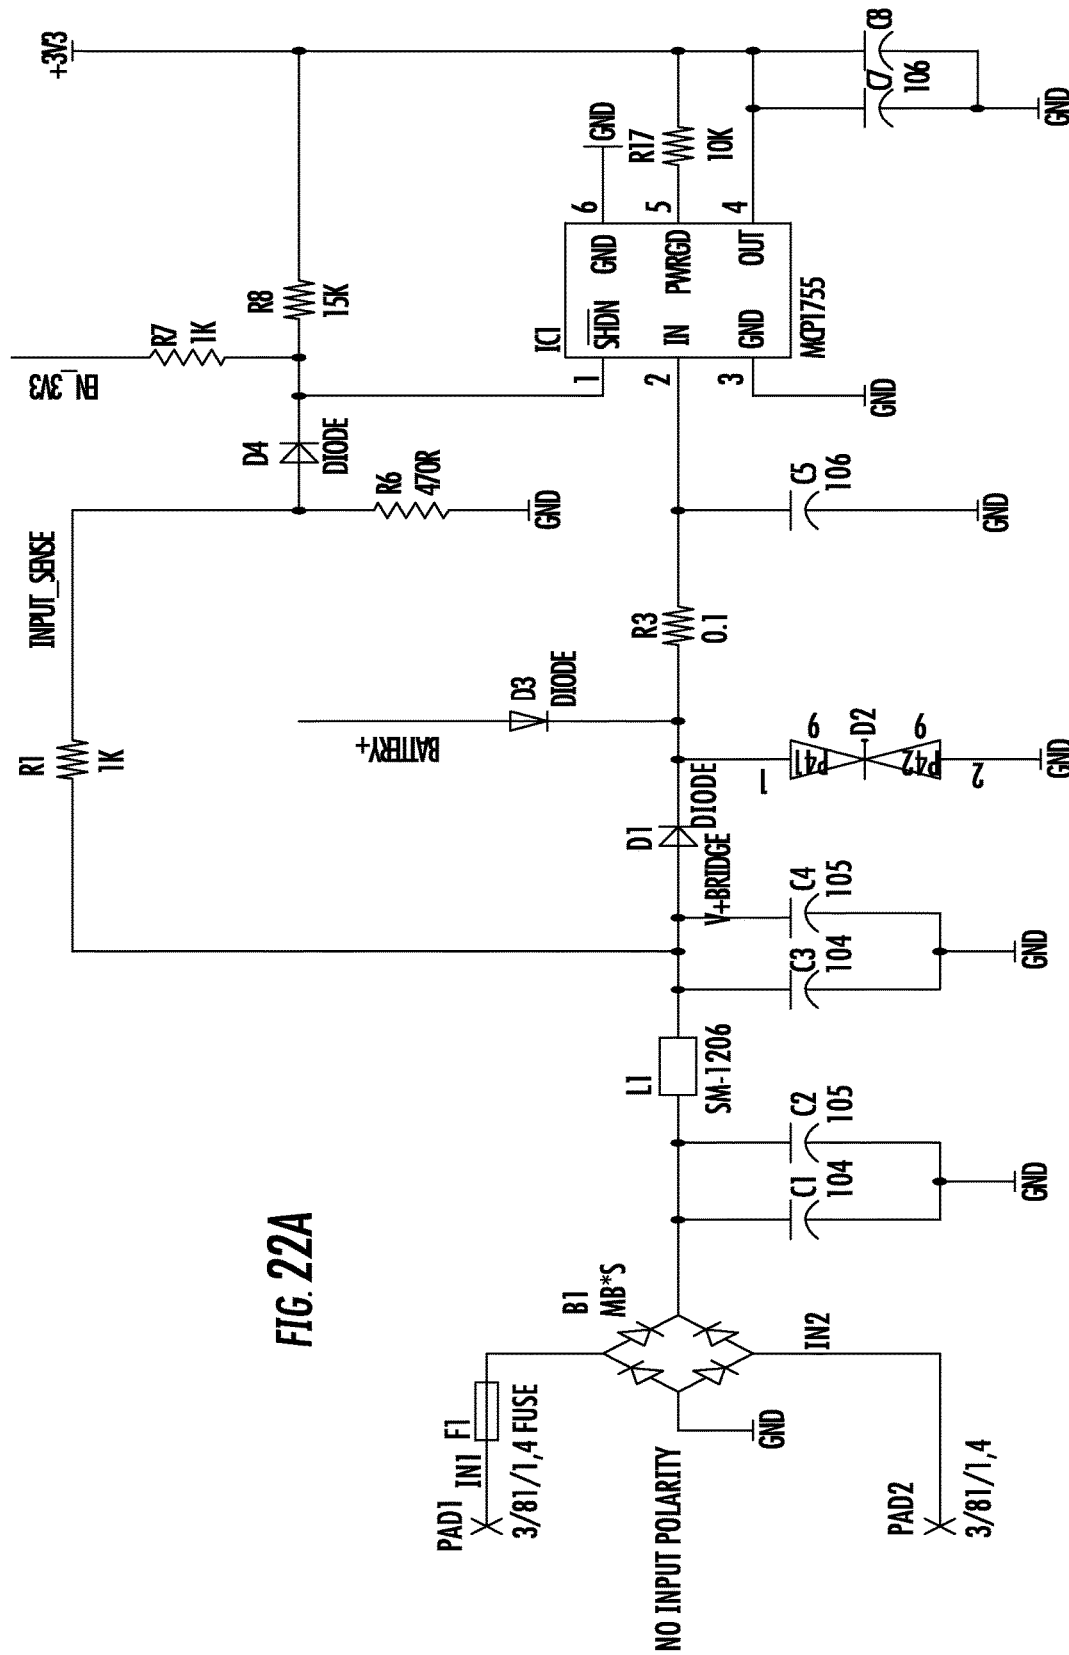 FIG. 22A
NO INPUT POLARITY
PAD1
3/81/1,4
IN1
F1
FUSE
PAD2
3/81/1,4
IN2
GND
B1
MB*S
C1
104
C2
105
GND
L1
SM-1206
C3
104
C4
105
GND
V+BRIDGE
D1
DIODE
R1
1K
INPUT_SENSE
BATTERY+
D3
DIODE
1
P41
9
D2
P42
9
2
GND
R3
0.1
C5
106
GND
R6
470R
GND
D4
DIODE
EN_3V3
R7
1K
R8
15K
+3V3
IC1
SHDN
IN
GND
GND
PWRGD
OUT
MCP1755
1
2
3
GND
6
5
4
GND
R17
10K
C7
106
C8
GND